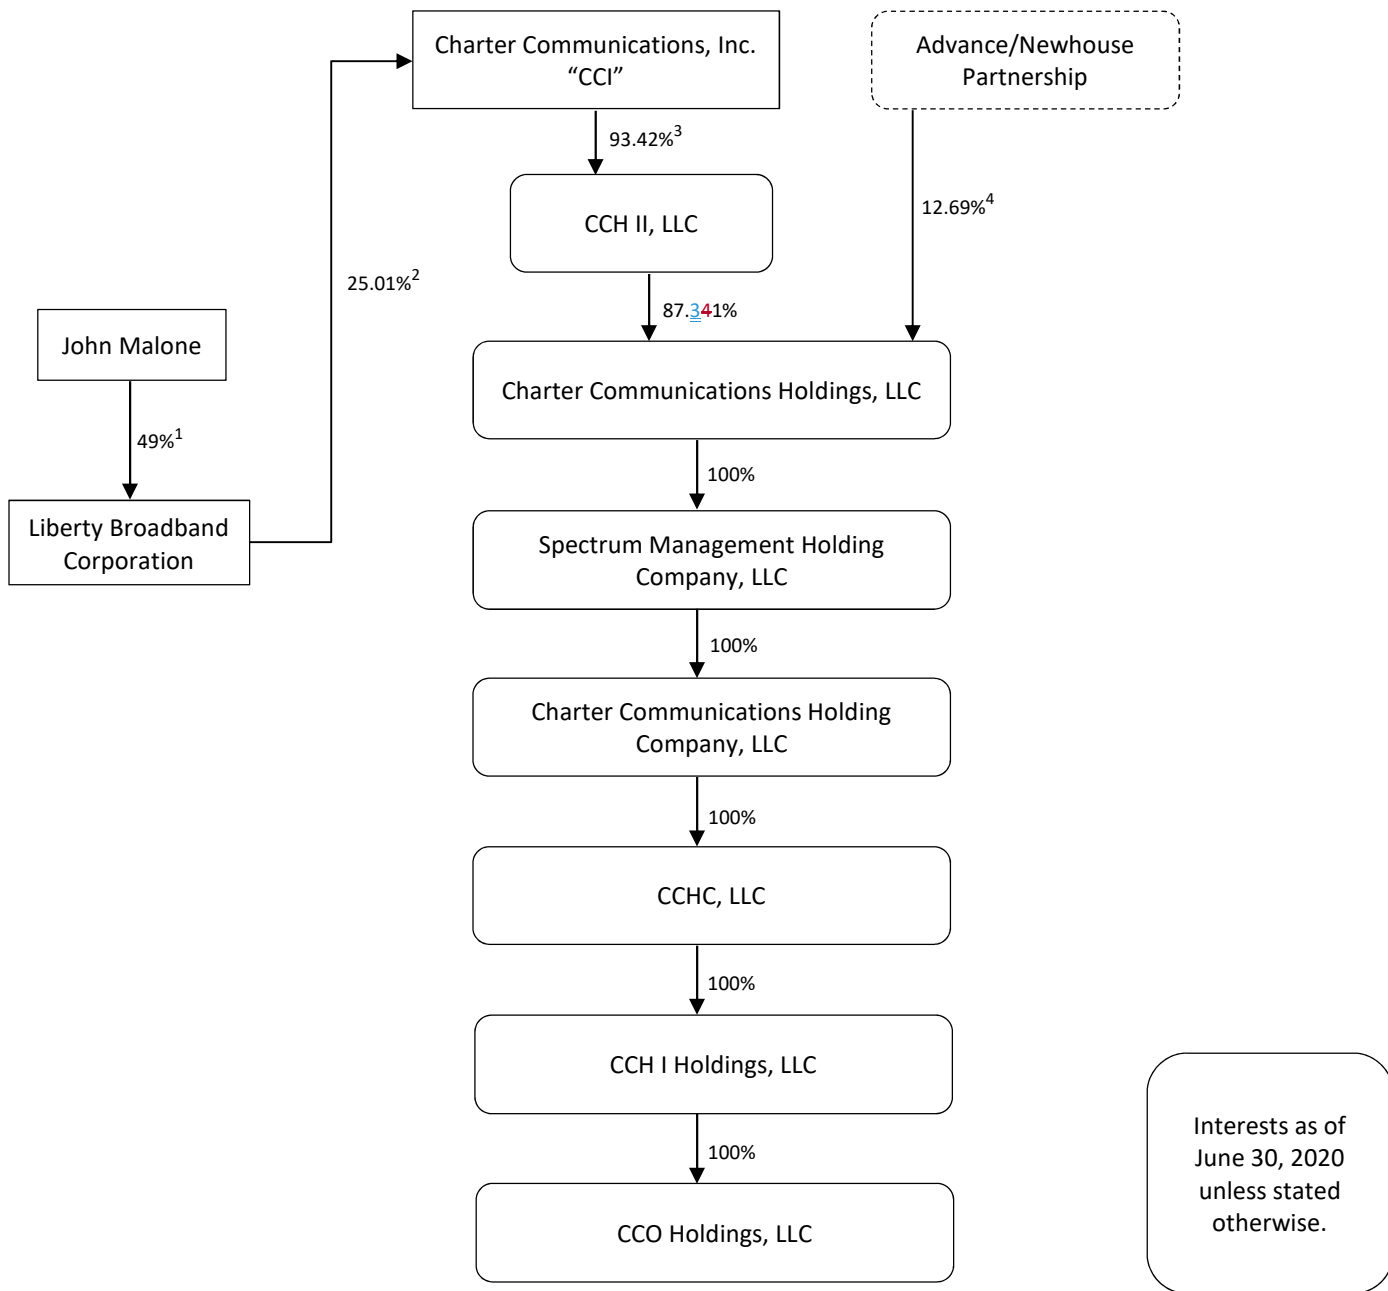 Charter Communications, Inc.
“CCI”
Advance/Newhouse
Partnership
93.42%3
CCH II, LLC
12.69%4
25.01%2
87.341%
John Malone
Charter Communications Holdings, LLC
49%1
100%
Liberty Broadband
Corporation
Spectrum Management Holding
Company, LLC
100%
Charter Communications Holding
Company, LLC
100%
CCHC, LLC
100%
CCH I Holdings, LLC
100%
CCO Holdings, LLC
Interests as of
June 30, 2020
unless stated
otherwise.